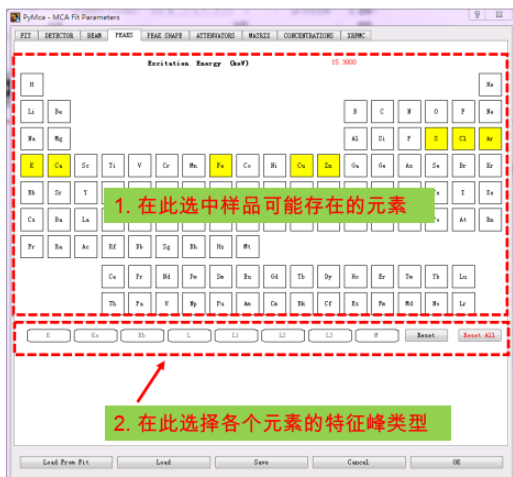 PyMca - MCA Fit Parameters
FIT DETECTOR BEAM PEAKS PEAK SHAPE ATTENUATORS MATRIX CONCENTRATIONS XRFMC
Excitation Energy (keV) 15.3000
H He
Li Be B C N O F Ne
Na Mg Al Si P S Cl Ar
K Ca Sc Ti V Cr Mn Fe Co Ni Cu Zn Ga Ge As Se Br Kr
Rb Sr Y I Xe
1. 在此选中样品可能存在的元素
Cs Ba La At Rn
Fr Ra Ac Rf Db Sg Bh Hs Mt
Ce Pr Nd Pm Sm Eu Gd Tb Dy Ho Er Tm Yb Lu
Th Pa U Np Pu Am Cm Bk Cf Es Fm Md No Lr
K Ka Kb L L1 L2 L3 M Reset Reset All
2. 在此选择各个元素的特征峰类型
Load From Fit Load Save Cancel OK